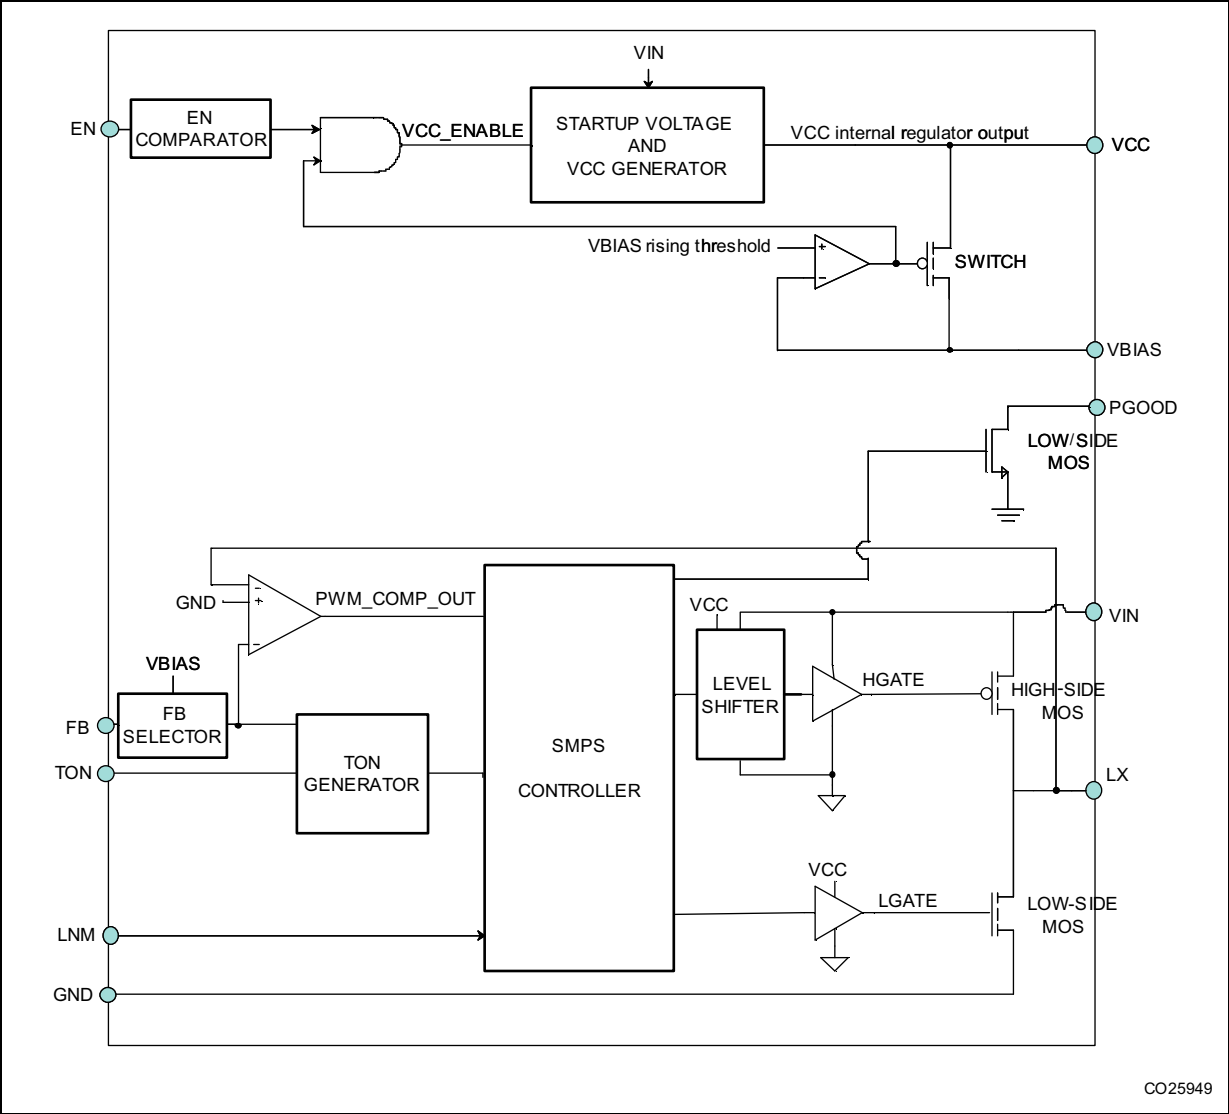 VIN
EN
EN
COMPARATOR
VCC_ENABLE
STARTUP VOLTAGE
AND
VCC GENERATOR
VCC internal regulator output
VCC
VBIAS rising threshold
+
-
SWITCH
VBIAS
PGOOD
LOW/SIDE
MOS
-
GND
+
-
PWM_COMP_OUT
VCC
VIN
VBIAS
LEVEL
SHIFTER
HGATE
HIGH-SIDE
MOS
FB
FB
SELECTOR
TON
TON
GENERATOR
SMPS
CONTROLLER
LX
VCC
LGATE
LOW-SIDE
MOS
LNM
GND
CO25949